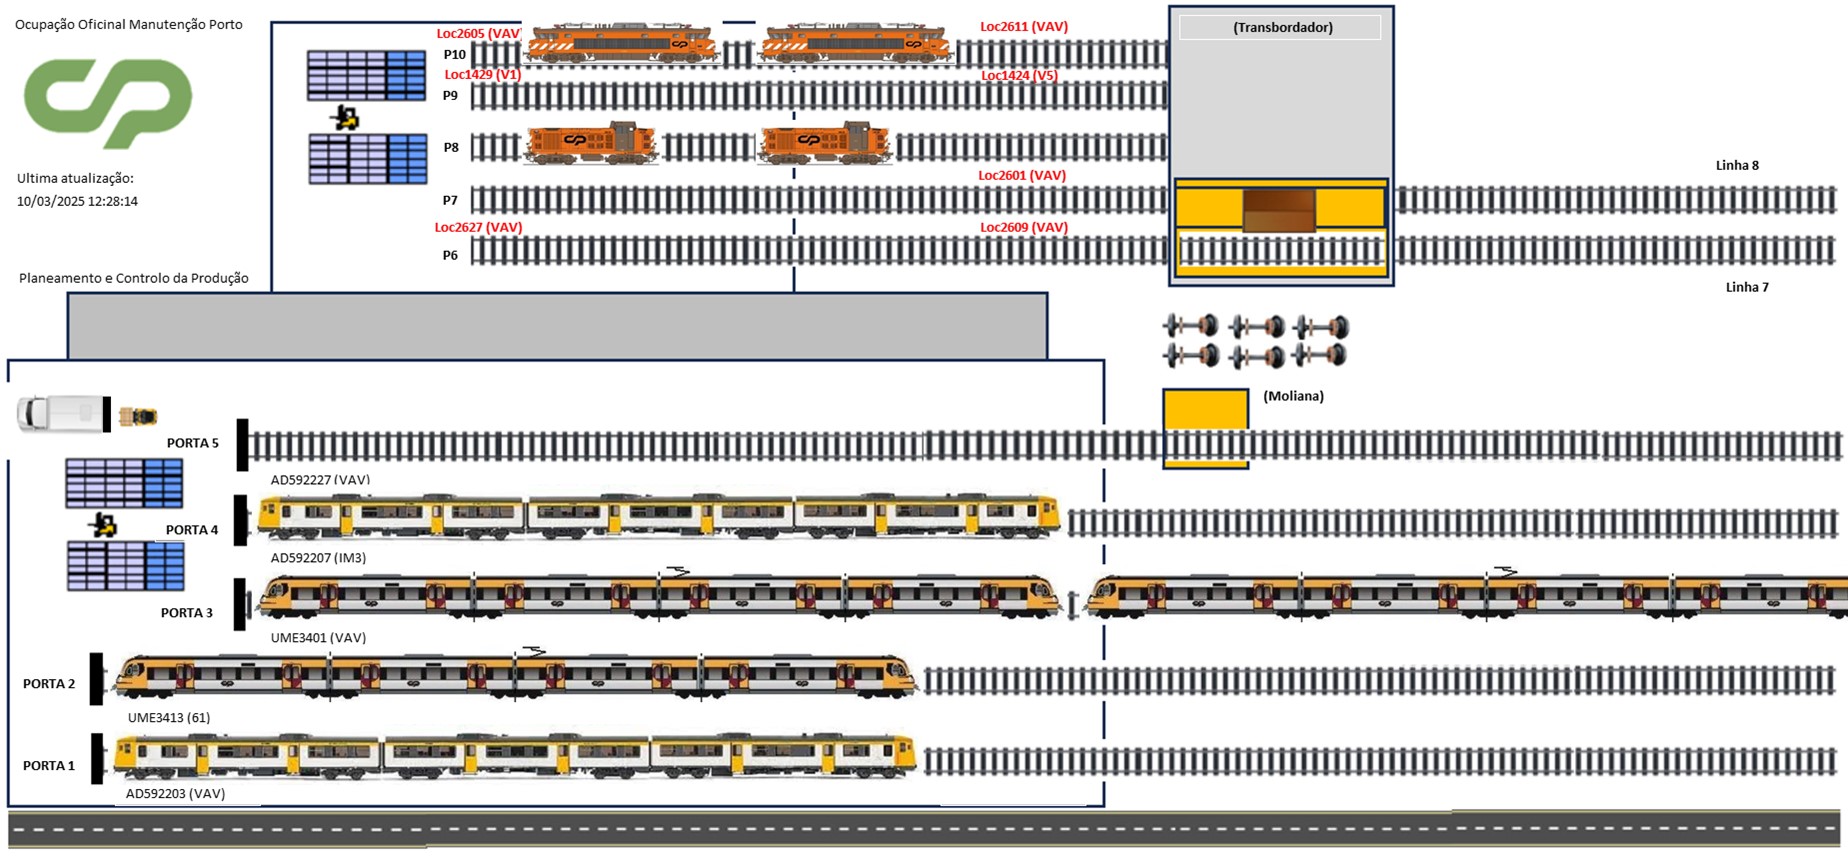 Ocupação Oficinal Manutenção Porto
CP
Ultima atualização:
10/03/2025 12:28:14
Planeamento e Controlo da Produção
Loc2605 (VAV)
Loc2611 (VAV)
P10
Loc1429 (V1)
Loc1424 (V5)
P9
P8
Loc2601 (VAV)
P7
Loc2627 (VAV)
Loc2609 (VAV)
P6
(Transbordador)
Linha 8
Linha 7
(Moliana)
PORTA 5
AD592227 (VAV)
PORTA 4
AD592207 (IM3)
PORTA 3
UME3401 (VAV)
PORTA 2
UME3413 (61)
PORTA 1
AD592203 (VAV)